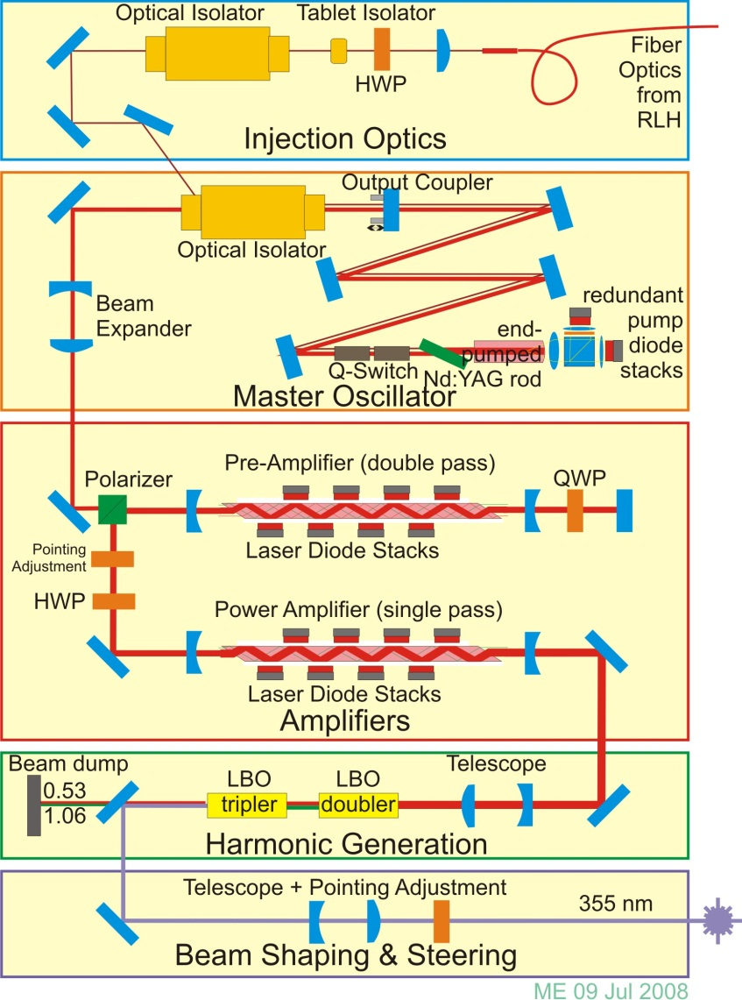 Optical Isolator
Tablet Isolator
HWP
Fiber
Optics
from
RLH
Injection Optics
Output Coupler
Optical Isolator
Beam
Expander
redundant
pump
diode
stacks
end-
pumped
Nd:YAG rod
Q-Switch
Master Oscillator
Pre-Amplifier (double pass)
Polarizer
QWP
Laser Diode Stacks
Pointing
Adjustment
HWP
Power Amplifier (single pass)
Laser Diode Stacks
Amplifiers
Beam dump
0.53
1.06
LBO
tripler
LBO
doubler
Telescope
Harmonic Generation
Telescope + Pointing Adjustment
355 nm
Beam Shaping & Steering
ME 09 Jul 2008